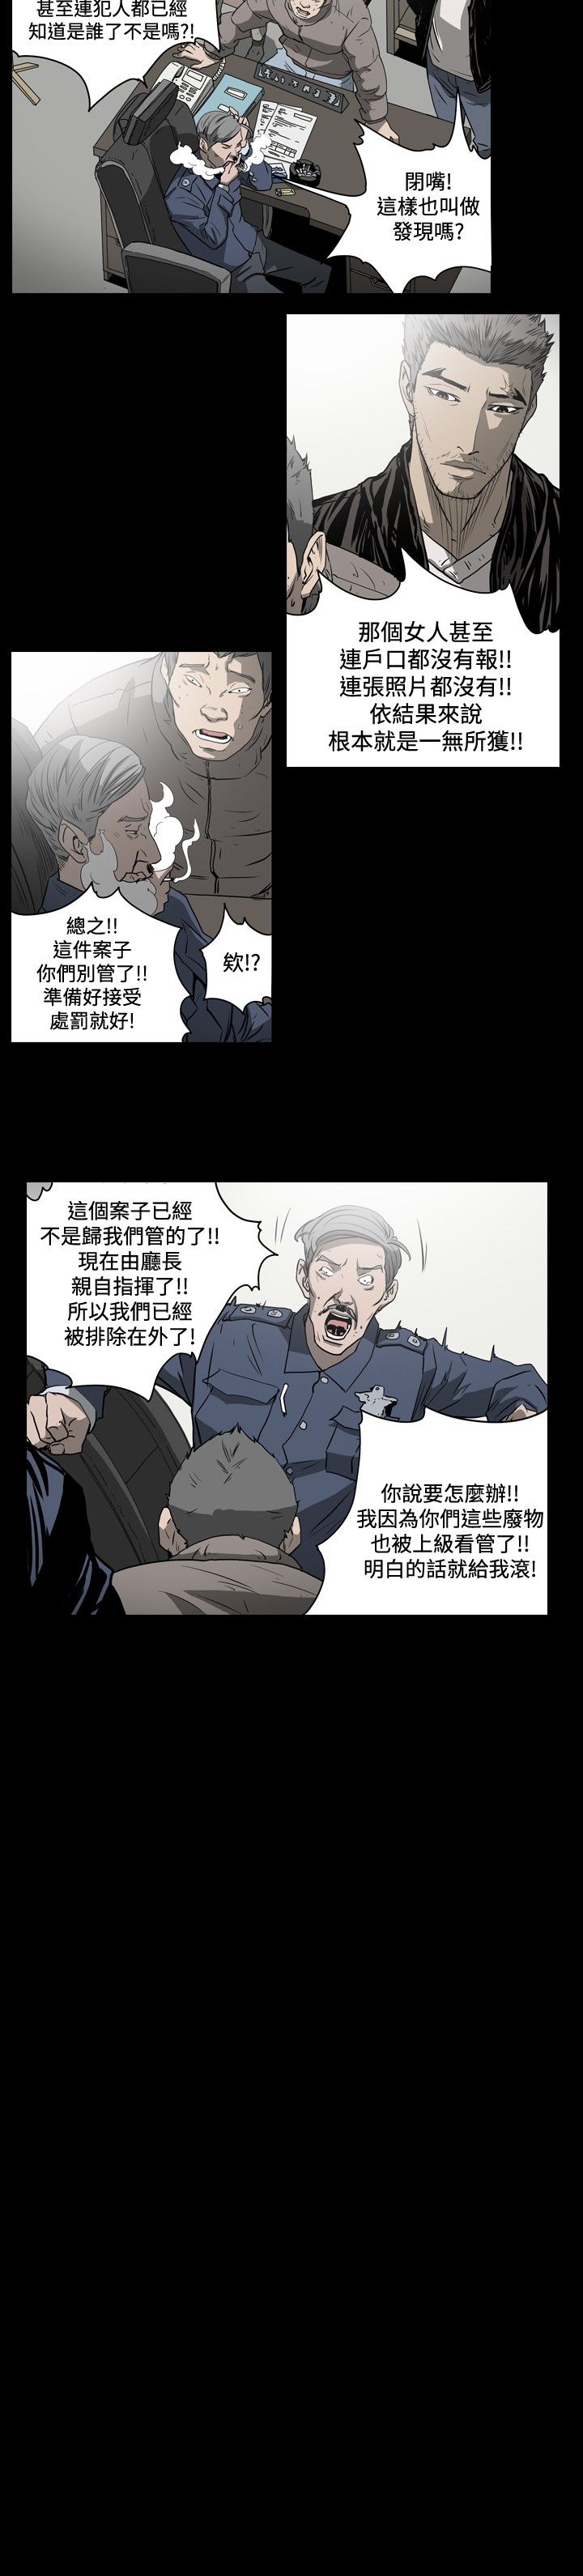 甚至連犯人都已經
知道是誰了不是嗎?!
閉嘴!
這樣也叫做
發現嗎?
那個女人甚至
連戶口都沒有報!!
連張照片都沒有!!
依結果來說
根本就是一無所獲!!
總之!!
這件案子
你們別管了!!
準備好接受
處罰就好!
欸!?
這個案子已經
不是歸我們管的了!!
現在由廳長
親自指揮了!!
所以我們已經
被排除在外了!
你說要怎麼辦!!
我因為你們這些廢物
也被上級看管了!!
明白的話就給我滾!